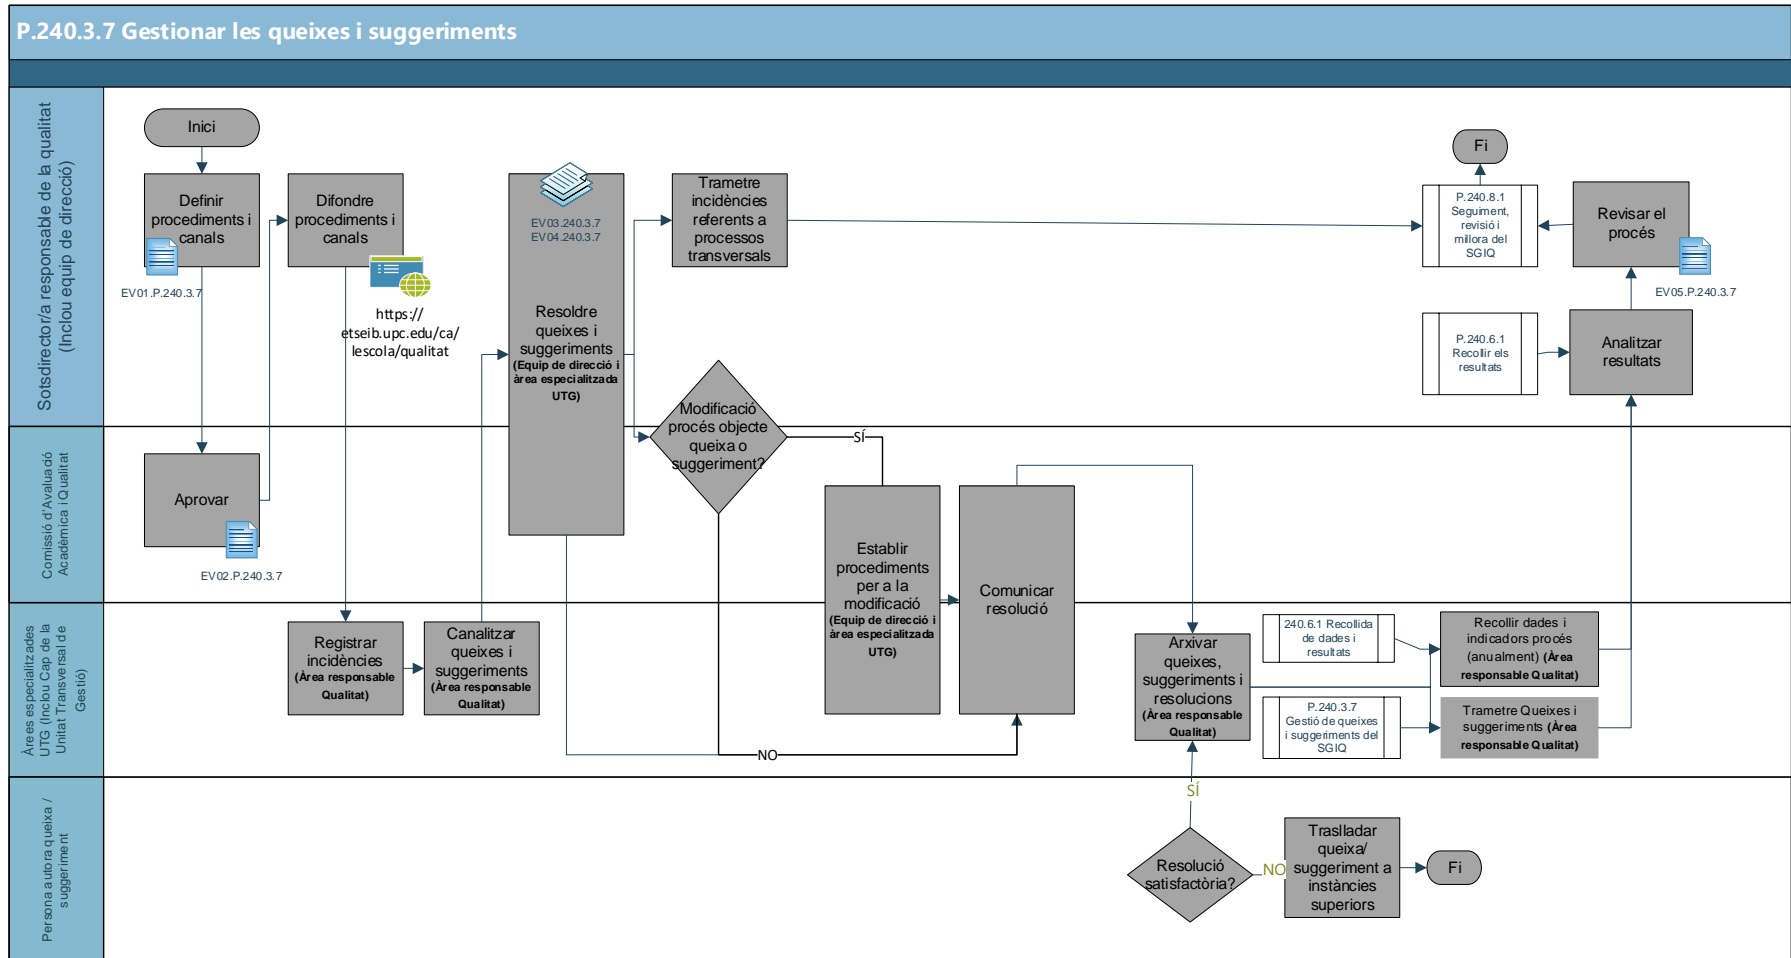 P.240.3.7 Gestionar les queixes i suggeriments
Sotsdirector/a responsable de la qualitat
(Inclou equip de direcció)
Inici
Definir
procediments i
canals
EV01.P.240.3.7
Difondre
procediments i
canals
https://
etseib.upc.edu/ca/
lescola/qualitat
EV03.240.3.7
EV04.240.3.7
Resoldre
queixes i
suggeriments
(Equip de direcció i
àrea especialitzada
UTG)
Trametre
incidències
referents a
processos
transversals
Fi
P.240.8.1
Seguiment,
revisió i
millora del
SGIQ
Revisar el
procés
EV05.P.240.3.7
P.240.6.1
Recollir els
resultats
Analitzar
resultats
Comissió d'Avaluació
Acadèmica i Qualitat
Aprovar
EV02.P.240.3.7
Modificació
procés objecte
queixa o
suggeriment?
SÍ
NO
Establir
procediments
per a la
modificació
(Equip de direcció i
àrea especialitzada
UTG)
Comunicar
resolució
Àrees especialitzades
UTG (Inclou Cap de la
Unitat Transversal de
Gestió)
Registrar
incidències
(Àrea responsable
Qualitat)
Canalitzar
queixes i
suggeriments
(Àrea responsable
Qualitat)
Arxivar
queixes,
suggeriments i
resolucions
(Àrea responsable
Qualitat)
240.6.1 Recollida
de dades i
resultats
Recollir dades i
indicadors procés
(anualment) (Àrea
responsable Qualitat)
P.240.3.7
Gestió de queixes
i suggeriments del
SGIQ
Trametre Queixes i
suggeriments (Àrea
responsable Qualitat)
Persona autora queixa /
suggeriment
SÍ
Resolució
satisfactòria?
NO
Traslladar
queixa/
suggeriment a
instàncies
superiors
Fi